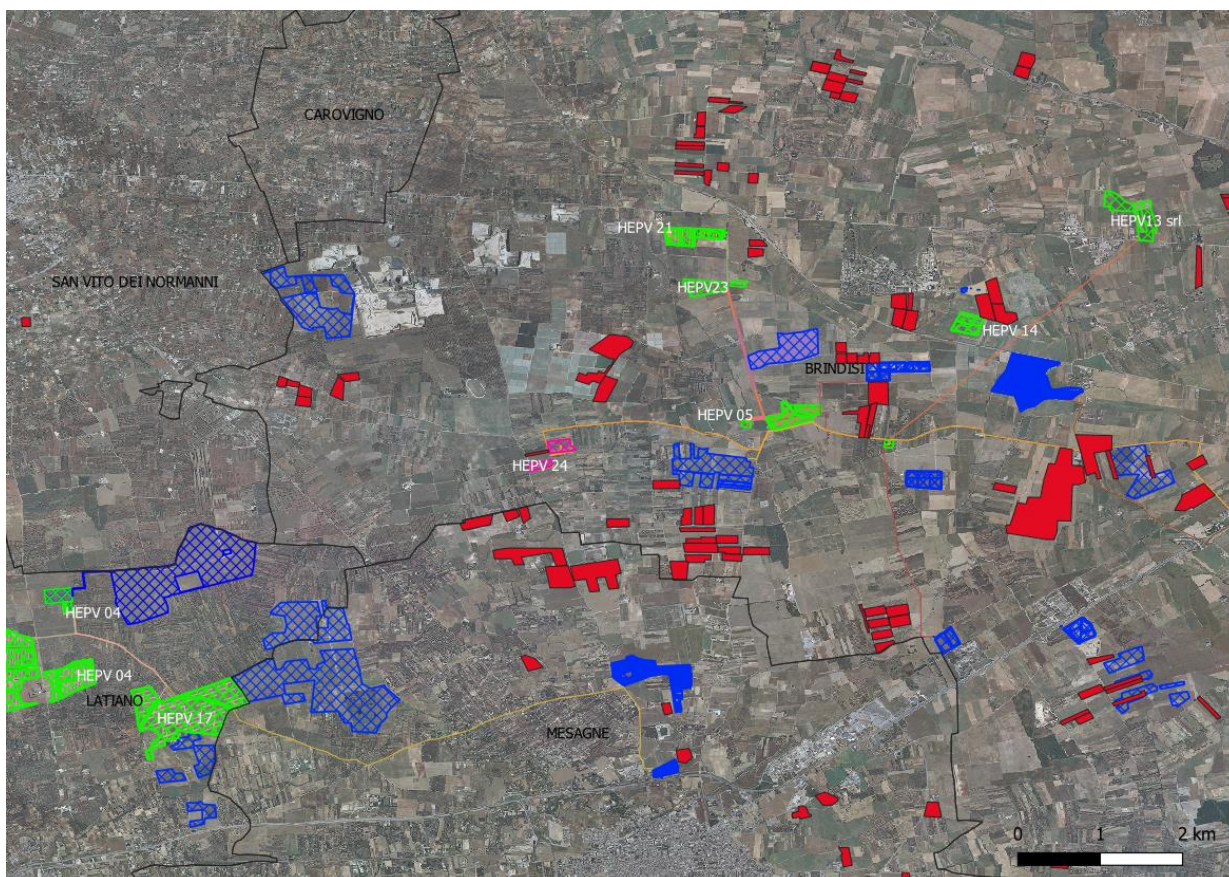 CAROVIGNO
HEPV 21
HEPV13 srl
SAN VITO DEI NORMANNI
HEPV23
HEPV 14
BRINDISI
HEPV 05
HEPV 24
HEPV 04
HEPV 04
LATIANO
HEPV 17
MESAGNE
0 1 2 km